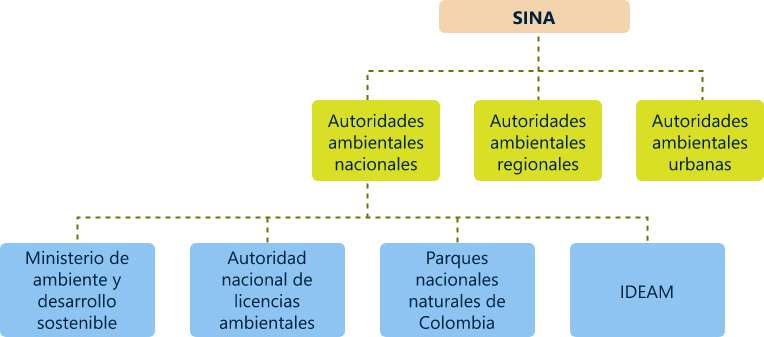 SINA
Autoridades
ambientales
nacionales
Autoridades
ambientales
regionales
Autoridades
ambientales
urbanas
Ministerio de
ambiente y
desarrollo
sostenible
Autoridad
nacional de
licencias
ambientales
Parques
nacionales
naturales de
Colombia
IDEAM